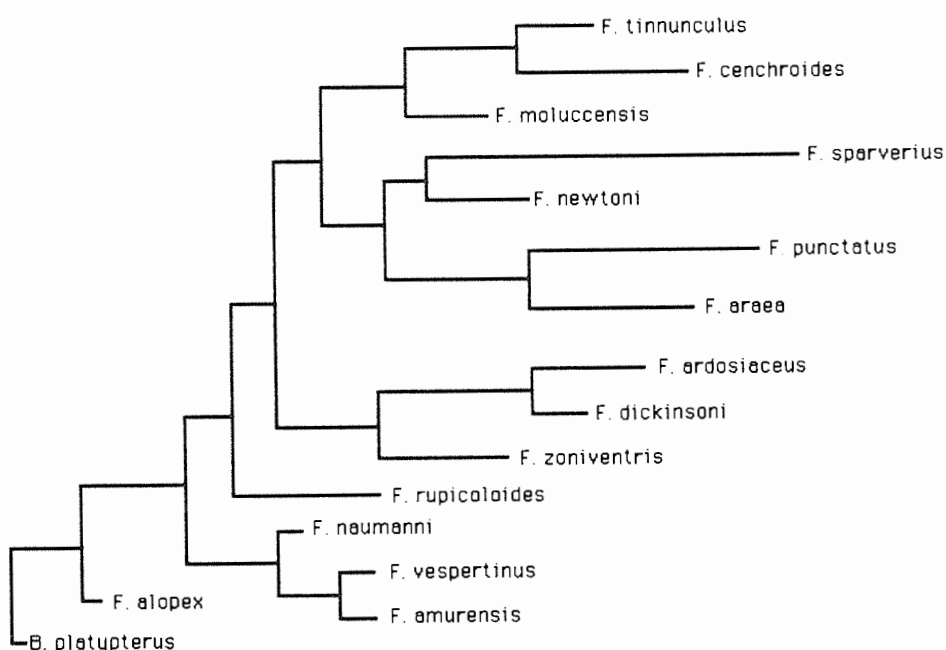 F. tinnunculus
F. cenchroides
F. moluccensis
F. sparverius
F. newtoni
F. punctatus
F. araea
F. ardosiaceus
F. dickinsoni
F. zoniventris
F. rupicoloides
F. naumanni
F. vespertinus
F. alopex
F. amurensis
B. platypterus